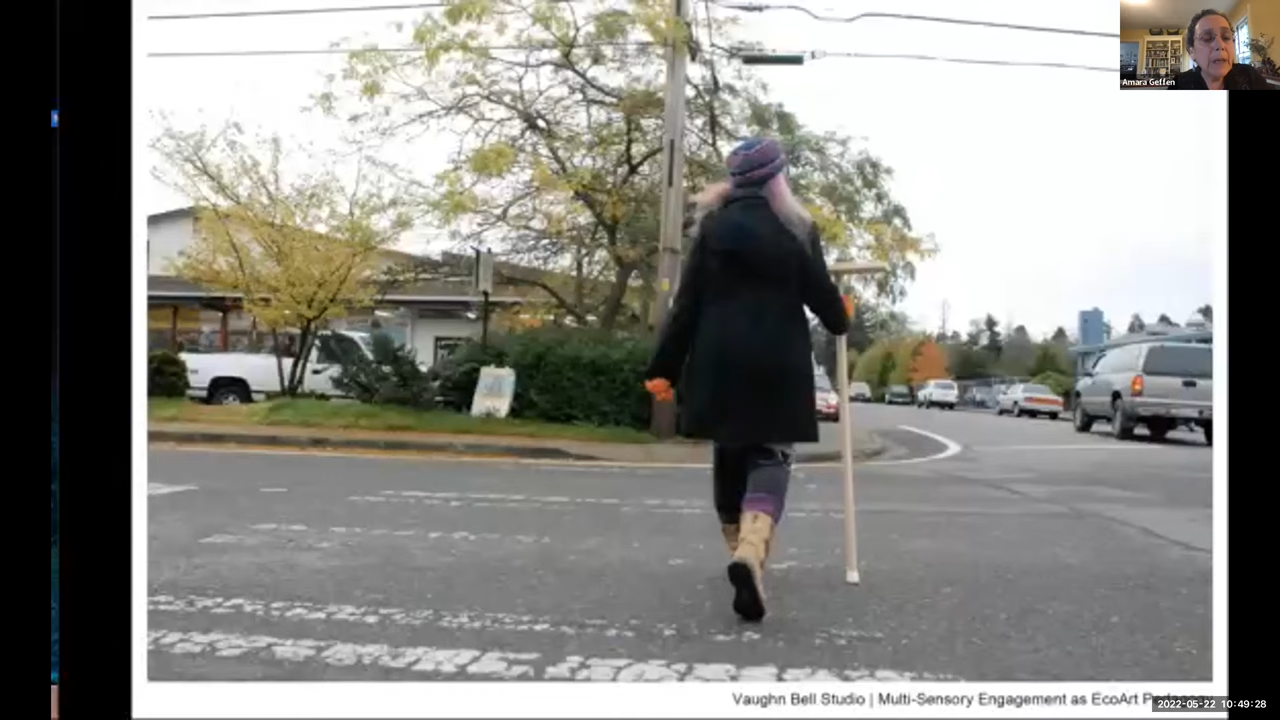 Amara Geffen
Vaughn Bell Studio | Multi-Sensory Engagement as EcoArt
2022-05-22 10:49:28